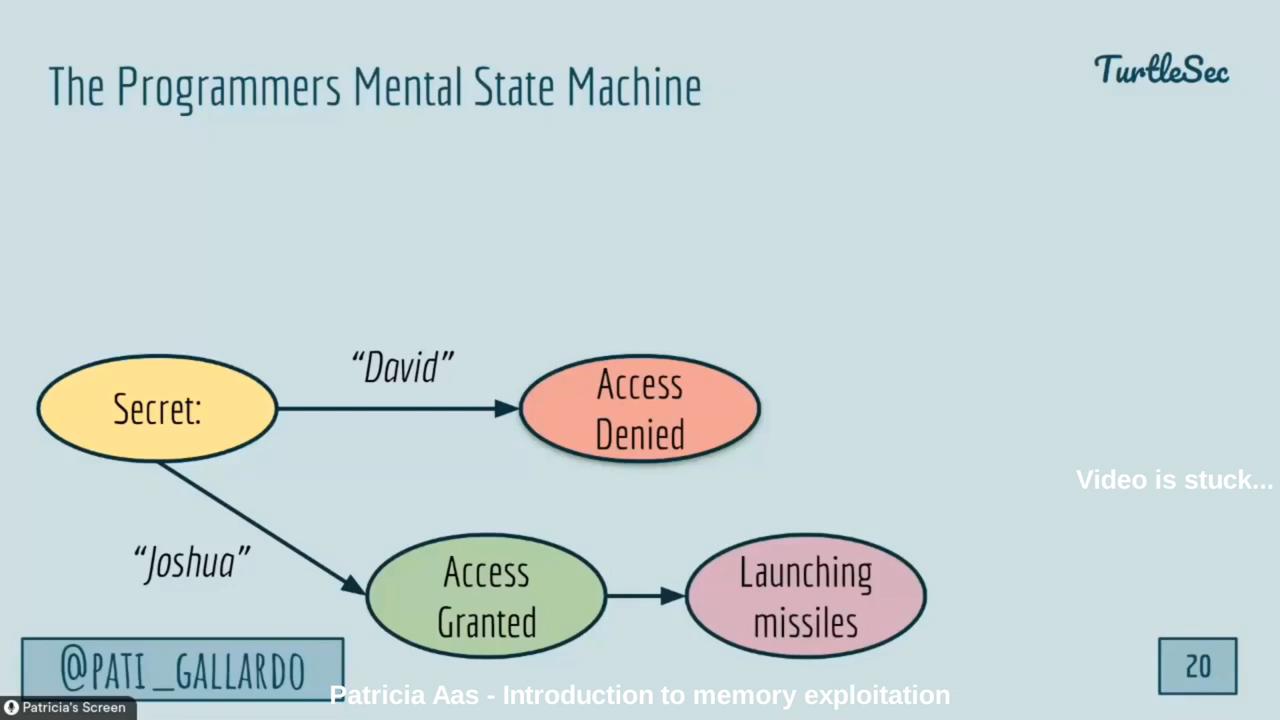 The Programmers Mental State Machine
TurtleSec
“David”
Secret:
Access
Denied
Video is stuck...
“Joshua”
Access
Granted
Launching
missiles
@PATI_GALLARDO
20
Patricia Aas - Introduction to memory exploitation
Patricia's Screen